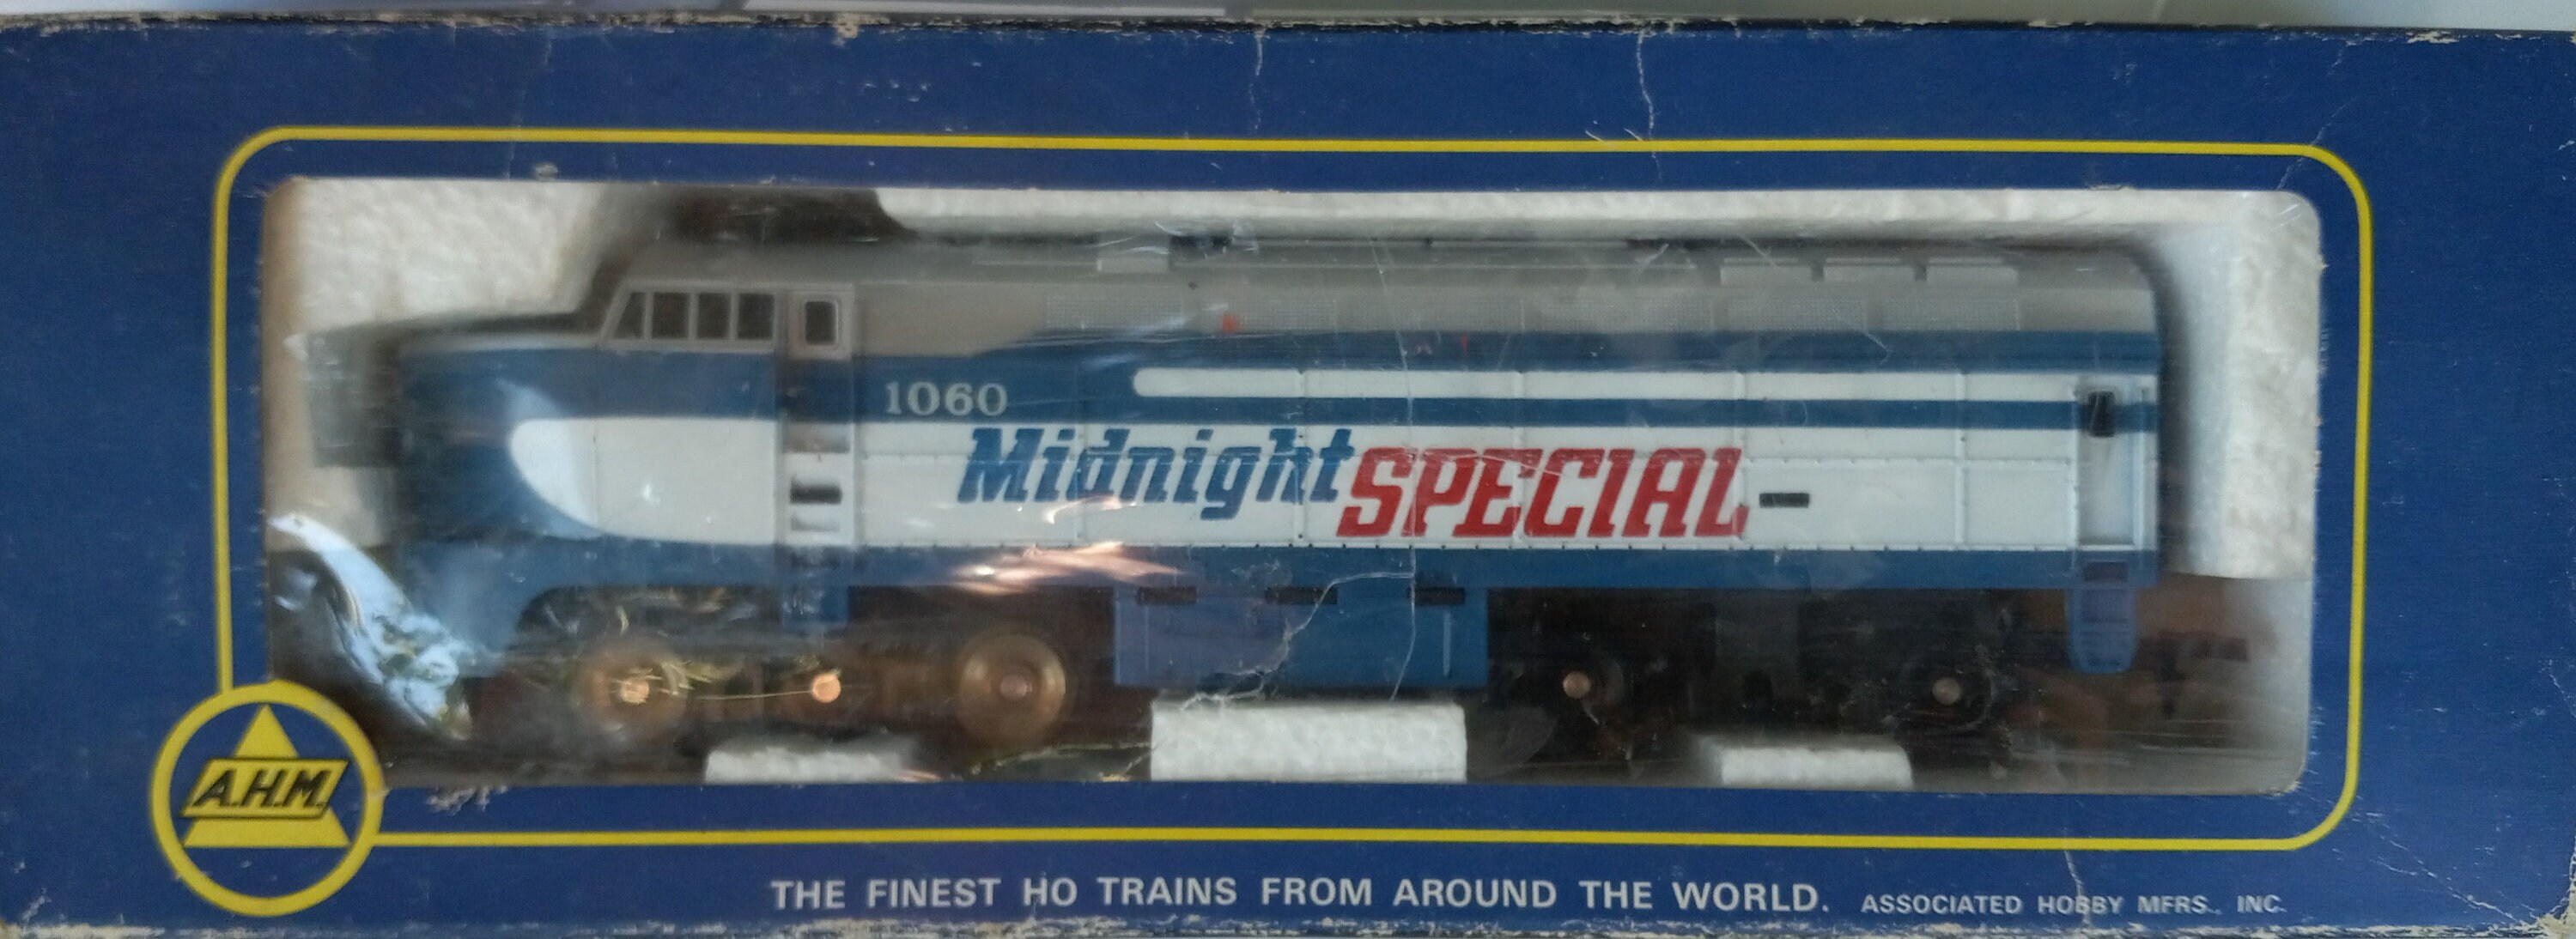 1060
Midnight SPECIAL
A.H.M.
THE FINEST HO TRAINS FROM AROUND THE WORLD. ASSOCIATED HOBBY MFRS., INC.